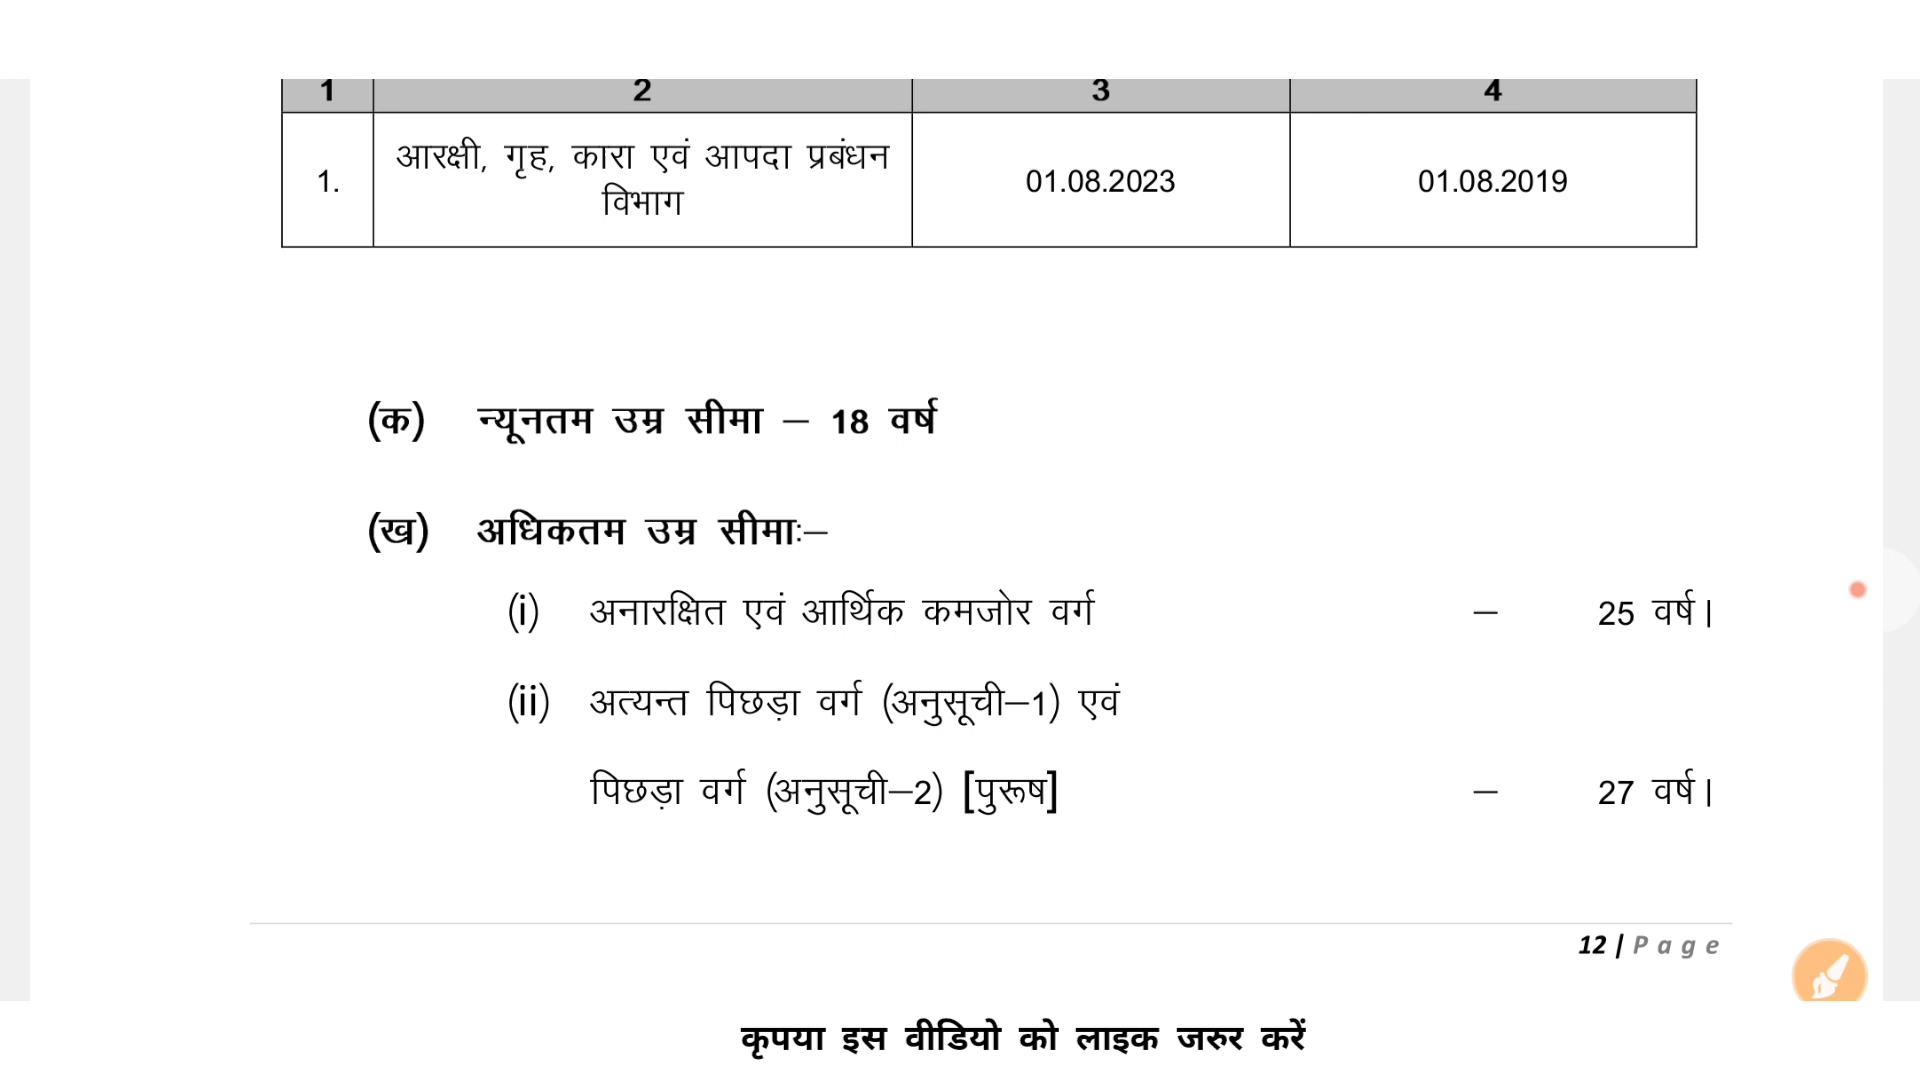 1 2 3 4
1. आरक्षी, गृह, कारा एवं आपदा प्रबंधन विभाग 01.08.2023 01.08.2019
(क) न्यूनतम उम्र सीमा – 18 वर्ष
(ख) अधिकतम उम्र सीमाः–
(i) अनारक्षित एवं आर्थिक कमजोर वर्ग – 25 वर्ष।
(ii) अत्यन्त पिछड़ा वर्ग (अनुसूची–1) एवं
पिछड़ा वर्ग (अनुसूची–2) [पुरूष] – 27 वर्ष।
12 | Page
कृपया इस वीडियो को लाइक जरुर करें